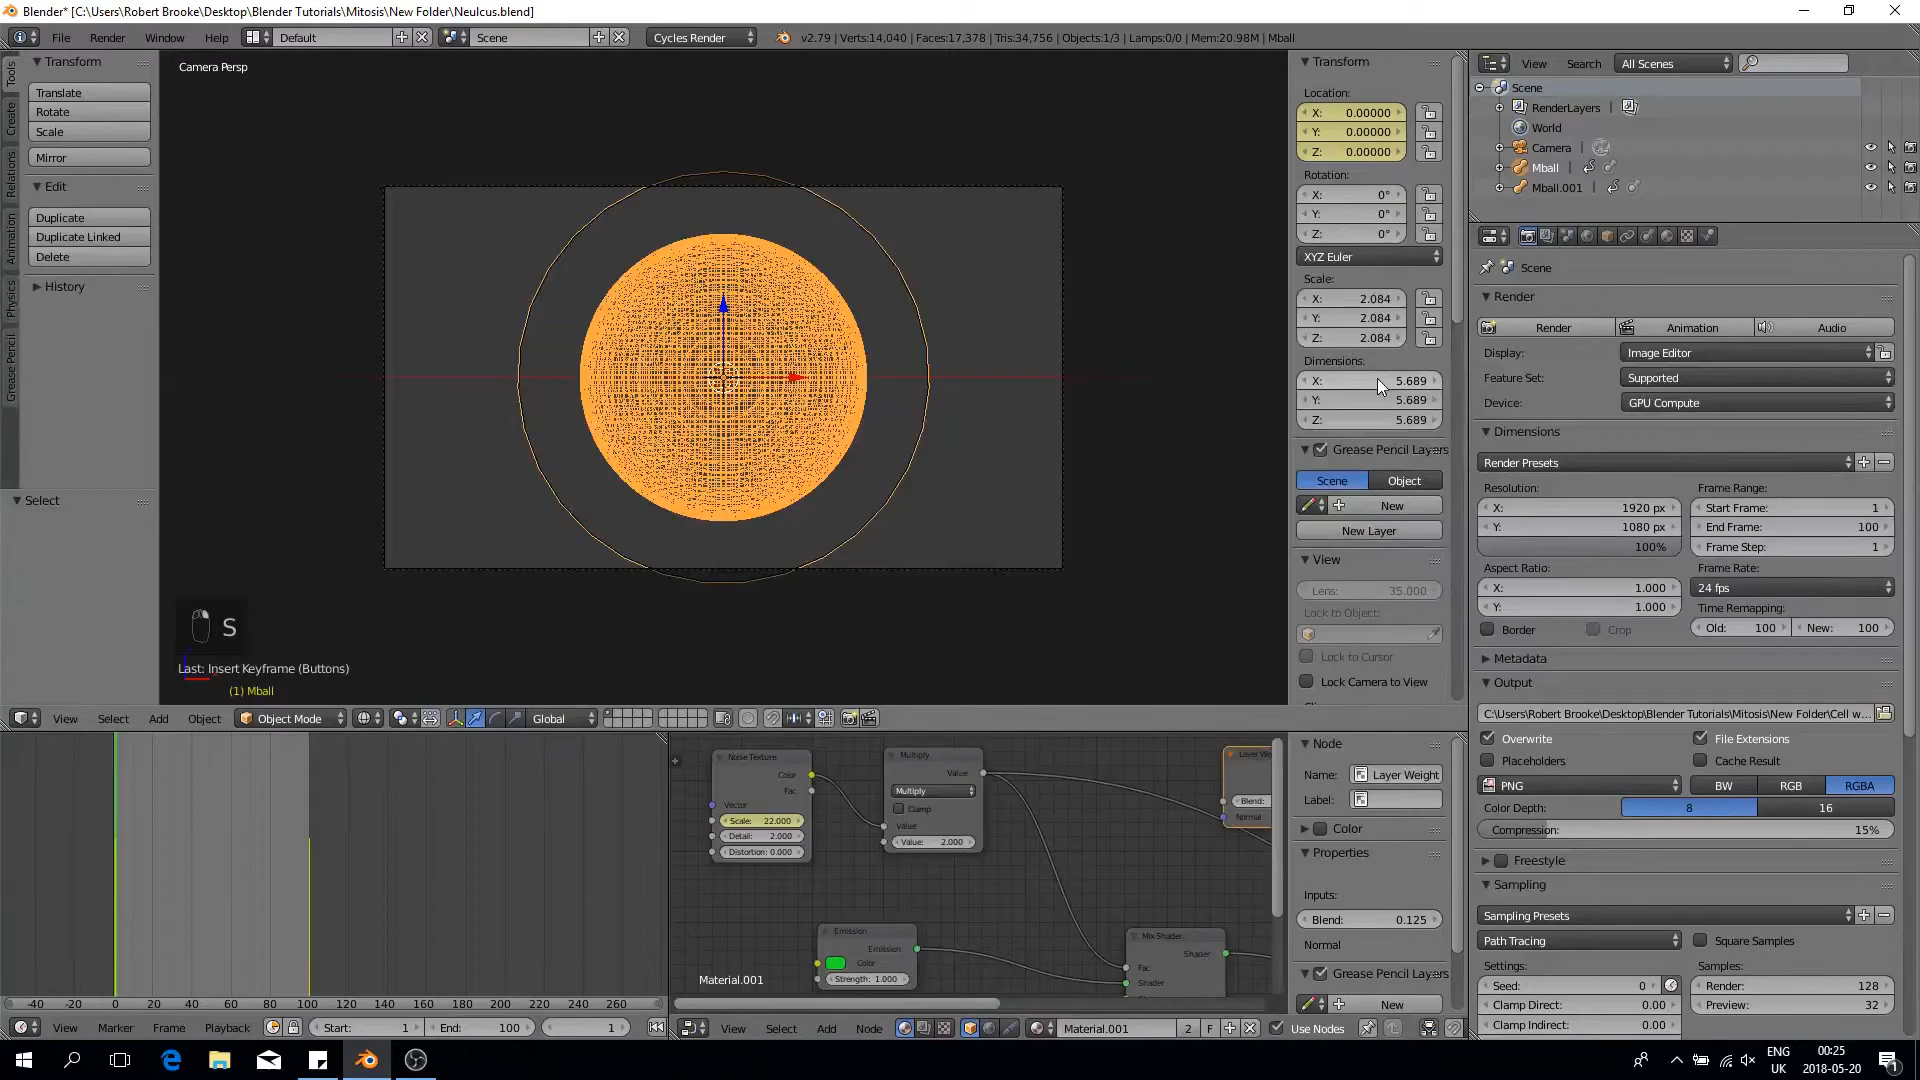 Blender* [C:\Users\Robert Brooke\Desktop\Blender Tutorials\Mitosis\New Folder\Neulcus.blend]
File Render Window Help Default Scene Cycles Render v2.79 | Verts:14,040 | Faces:17,378 | Tris:34,756 | Objects:1/3 | Lamps:0/0 | Mem:20.98M | Mball
Tools
Create
Relations
Animation
Physics
Grease Pencil
Transform
Translate
Rotate
Scale
Mirror
Edit
Duplicate
Duplicate Linked
Delete
History
Select
Camera Persp
S
Last: Insert Keyframe (Buttons)
(1) Mball
Transform
Location:
X: 0.00000
Y: 0.00000
Z: 0.00000
Rotation:
X: 0°
Y: 0°
Z: 0°
XYZ Euler
Scale:
X: 2.084
Y: 2.084
Z: 2.084
Dimensions:
X: 5.689
Y: 5.689
Z: 5.689
Grease Pencil Layers
Scene Object
New
New Layer
View
Lens: 35.000
Lock to Object:
Lock to Cursor
Lock Camera to View
View Search All Scenes
Scene
RenderLayers
World
Camera
Mball
Mball.001
Scene
Render
Render Animation Audio
Display: Image Editor
Feature Set: Supported
Device: GPU Compute
Dimensions
Render Presets
Resolution: Frame Range:
X: 1920 px Start Frame: 1
Y: 1080 px End Frame: 100
100% Frame Step: 1
Aspect Ratio: Frame Rate:
X: 1.000 24 fps
Y: 1.000 Time Remapping:
Border Crop Old: 100 New: 100
Metadata
Output
C:\Users\Robert Brooke\Desktop\Blender Tutorials\Mitosis\New Folder\Cell w...
Overwrite File Extensions
Placeholders Cache Result
PNG BW RGB RGBA
Color Depth: 8 16
Compression: 15%
Freestyle
Sampling
Sampling Presets
Path Tracing Square Samples
Settings: Samples:
Seed: 0 Render: 128
Clamp Direct: 0.00 Preview: 32
Clamp Indirect: 0.00
View Select Add Object Object Mode Global
-40 -20 0 20 40 60 80 100 120 140 160 180 200 220 240 260
View Marker Frame Playback Start: 1 End: 100 1
Noise Texture
Color
Fac
Vector
Scale: 22.000
Detail: 2.000
Distortion: 0.000
Multiply
Value
Multiply
Clamp
Value
Value: 2.000
Layer We
Blend:
Normal
Emission
Emission
Color
Strength: 1.000
Mix Shader
Shader
Fac
Shader
Material.001
Node
Name: Layer Weight
Label:
Color
Properties
Inputs:
Blend: 0.125
Normal
Grease Pencil Layers
New
View Select Add Node Material.001 2 F Use Nodes
ENG
UK
00:25
2018-05-20
1